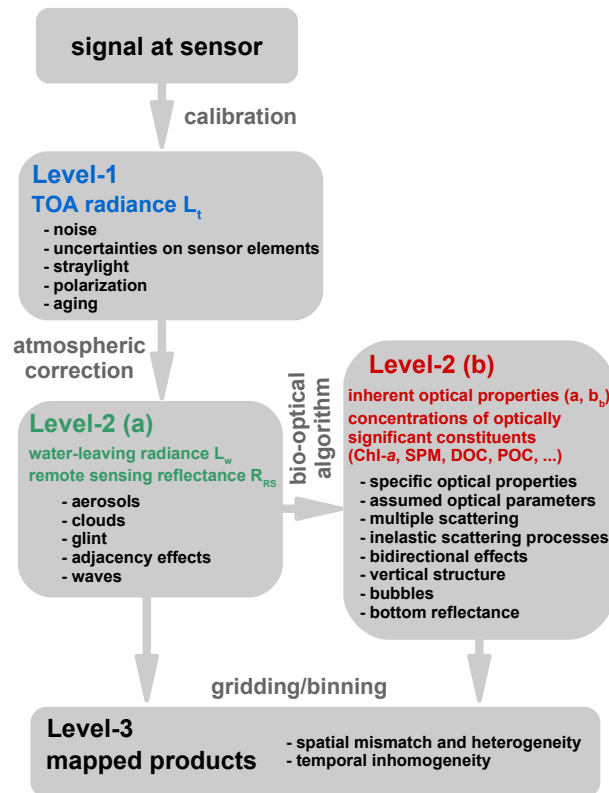 signal at sensor
calibration
Level-1
TOA radiance Lt
- noise
- uncertainties on sensor elements
- straylight
- polarization
- aging
atmospheric
correction
Level-2 (a)
water-leaving radiance Lw
remote sensing reflectance RRS
- aerosols
- clouds
- glint
- adjacency effects
- waves
bio-optical
algorithm
Level-2 (b)
inherent optical properties (a, bb)
concentrations of optically
significant constituents
(Chl-a, SPM, DOC, POC, ...)
- specific optical properties
- assumed optical parameters
- multiple scattering
- inelastic scattering processes
- bidirectional effects
- vertical structure
- bubbles
- bottom reflectance
gridding/binning
Level-3
mapped products
- spatial mismatch and heterogeneity
- temporal inhomogeneity